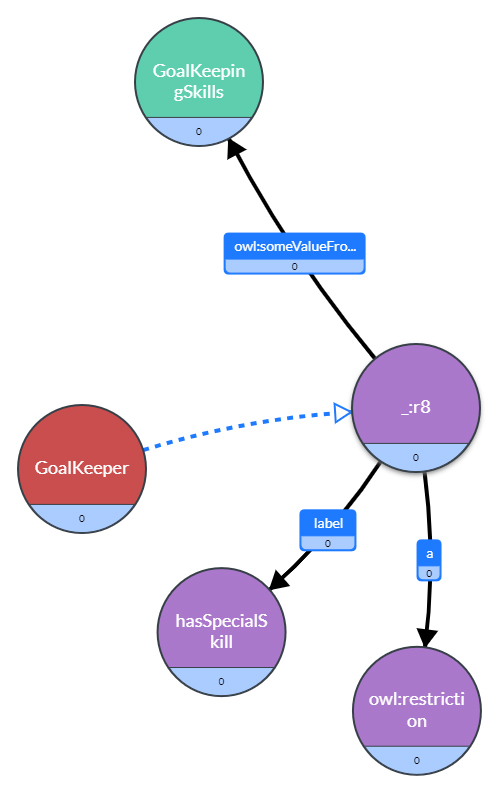 GoalKeepin
gSkills
0
owl:someValueFro...
0
_:r8
0
GoalKeeper
0
label
0
a
0
hasSpecialS
kill
0
owl:restricti
on
0